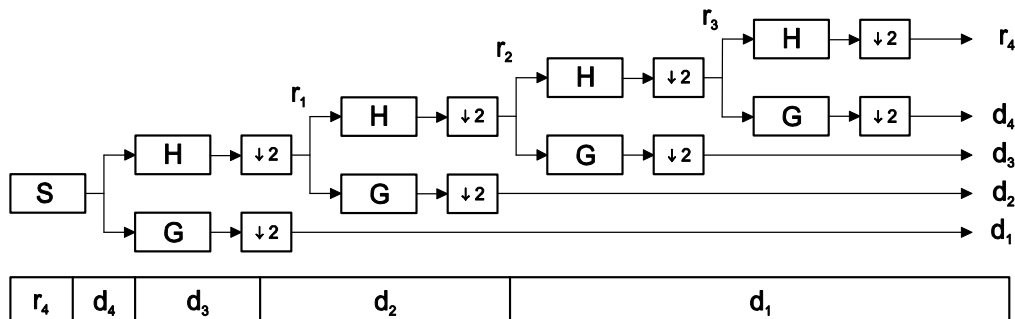 r3 H ↓2 r4
r2 H ↓2
r1 H ↓2 G ↓2 d4
H ↓2 G ↓2 d3
S G ↓2 d2
G ↓2 d1
r4 d4 d3 d2 d1